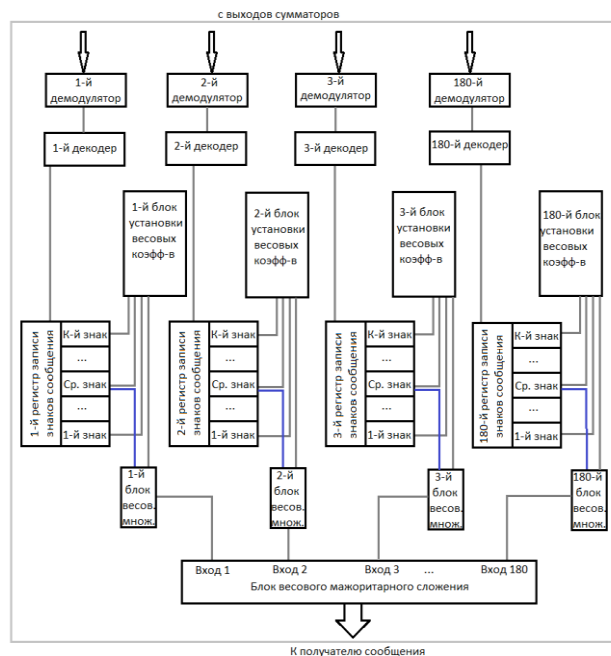 с выходов сумматоров
1-й
демодулятор
2-й
демодулятор
3-й
демодулятор
180-й
демодулятор
1-й декодер
2-й декодер
3-й декодер
180-й декодер
1-й блок
установки
весовых
коэфф-в
2-й блок
установки
весовых
коэфф-в
3-й блок
установки
весовых
коэфф-в
180-й блок
установки
весовых
коэфф-в
1-й регистр записи
знаков сообщения
К-й знак
...
Ср. знак
...
1-й знак
2-й регистр записи
знаков сообщения
К-й знак
...
Ср. знак
...
1-й знак
3-й регистр записи
знаков сообщения
К-й знак
...
Ср. знак
...
1-й знак
180-й регистр записи
знаков сообщения
К-й знак
...
Ср. знак
...
1-й знак
1-й
блок
весов.
множ.
2-й
блок
весов.
множ.
3-й
блок
весов.
множ.
180-й
блок
весов.
множ.
Вход 1 Вход 2 Вход 3 ... Вход 180
Блок весового мажоритарного сложения
К получателю сообщения